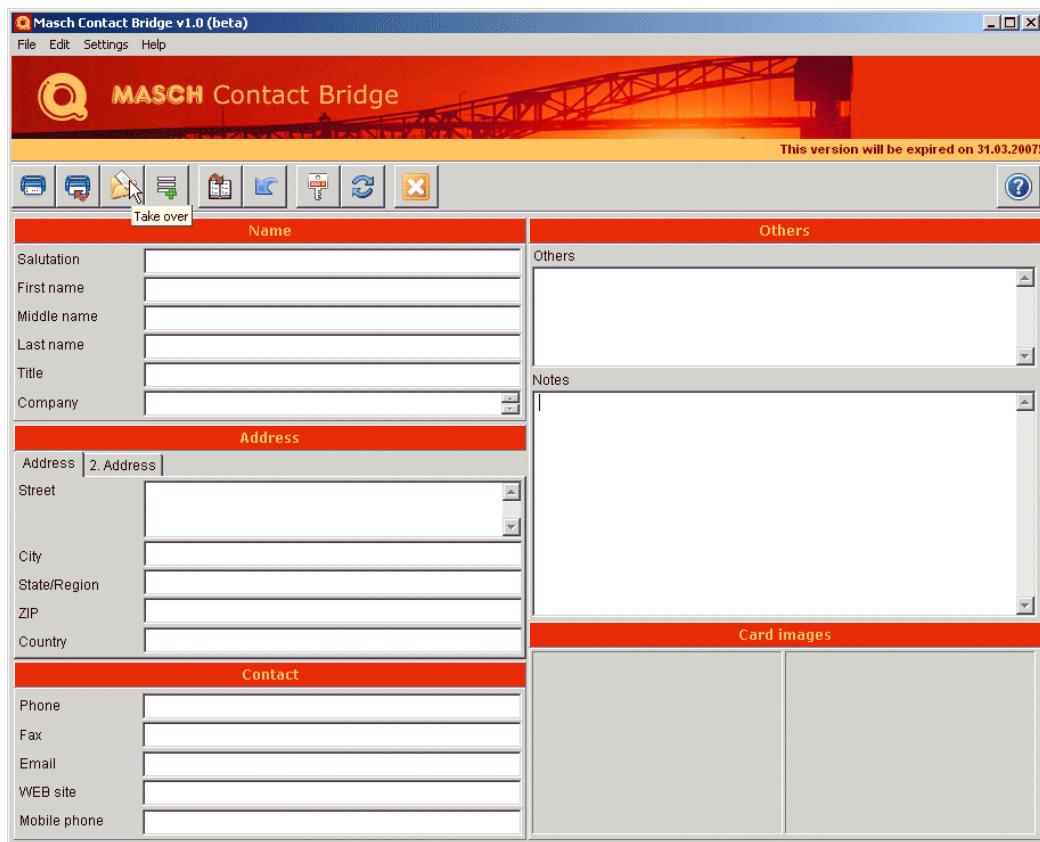 Masch Contact Bridge v1.0 (beta)
File Edit Settings Help
MASCH Contact Bridge
This version will be expired on 31.03.2007!
Take over
Name
Salutation
First name
Middle name
Last name
Title
Company
Address
Address 2. Address
Street
City
State/Region
ZIP
Country
Contact
Phone
Fax
Email
WEB site
Mobile phone
Others
Others
Notes
Card images